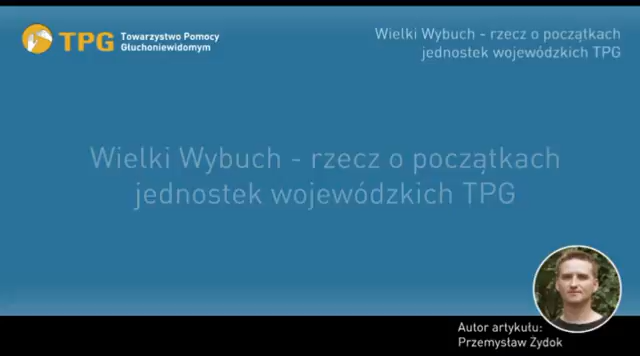 TPG
Towarzystwo Pomocy
Głuchoniewidomym
Wielki Wybuch - rzecz o początkach
jednostek wojewódzkich TPG
Wielki Wybuch - rzecz o początkach
jednostek wojewódzkich TPG
Autor artykułu:
Przemysław Żydok